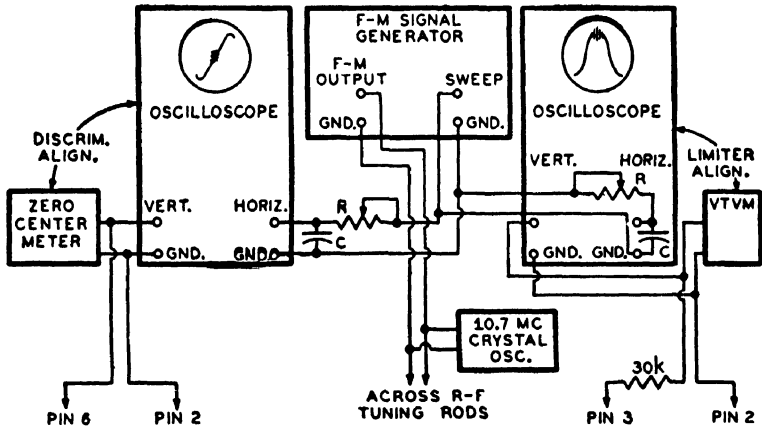 F-M SIGNAL
GENERATOR
F-M
OUTPUT
SWEEP
GND.
GND.
OSCILLOSCOPE
OSCILLOSCOPE
DISCRIM.
ALIGN.
LIMITER
ALIGN.
ZERO
CENTER
METER
VERT.
HORIZ.
GND.
GND.
R
C
VERT.
HORIZ.
R
GND.
GND.
C
VTVM
10.7 MC
CRYSTAL
OSC.
30K
PIN 6
PIN 2
ACROSS R-F
TUNING RODS
PIN 3
PIN 2